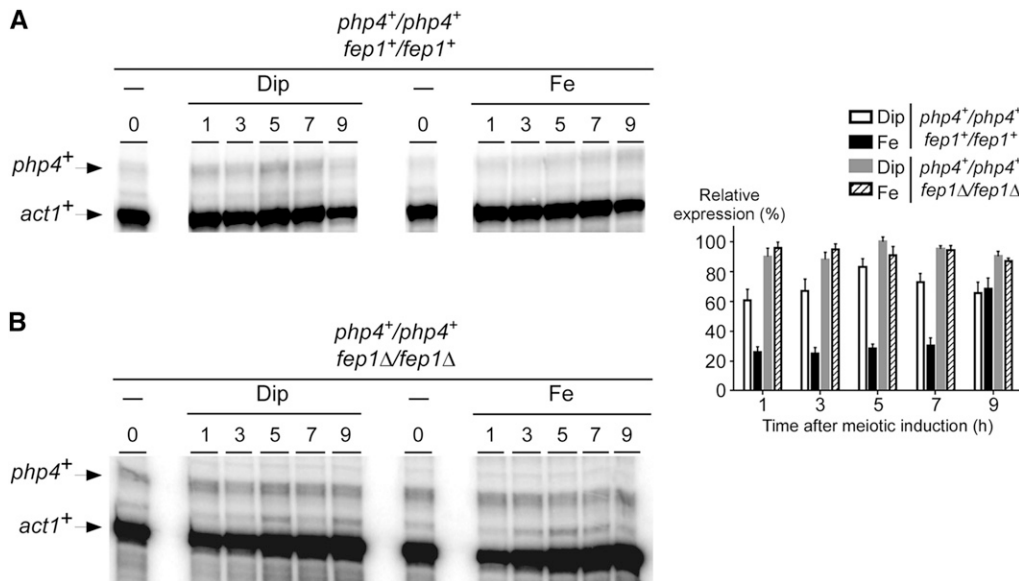 A
php4⁺/php4⁺
fep1⁺/fep1⁺
— Dip — Fe
0 1 3 5 7 9 0 1 3 5 7 9
php4⁺
act1⁺
B
php4⁺/php4⁺
fep1Δ/fep1Δ
— Dip — Fe
0 1 3 5 7 9 0 1 3 5 7 9
php4⁺
act1⁺
Dip php4⁺/php4⁺
Fe fep1⁺/fep1⁺
Dip php4⁺/php4⁺
Fe fep1Δ/fep1Δ
Relative
expression (%)
100
80
60
40
20
0
1 3 5 7 9
Time after meiotic induction (h)